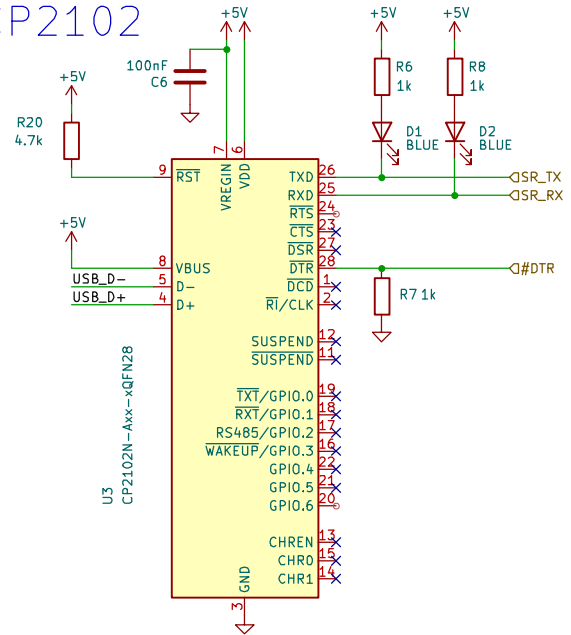 CP2102
+5V
+5V
+5V
+5V
100nF
C6
R20
4.7k
R6
1k
R8
1k
D1
BLUE
D2
BLUE
7
6
VREGIN
VDD
9
RST
TXD
26
SR_TX
RXD
25
SR_RX
RTS
24
CTS
23
DSR
27
+5V
8
VBUS
DTR
28
#DTR
USB_D-
5
D-
DCD
1
R7 1k
USB_D+
4
D+
RI/CLK
2
SUSPEND
12
SUSPEND
11
TXT/GPIO.0
19
RXT/GPIO.1
18
RS485/GPIO.2
17
WAKEUP/GPIO.3
16
GPIO.4
22
GPIO.5
21
GPIO.6
20
U3
CP2102N-Axx-xQFN28
CHREN
13
CHR0
15
CHR1
14
GND
3